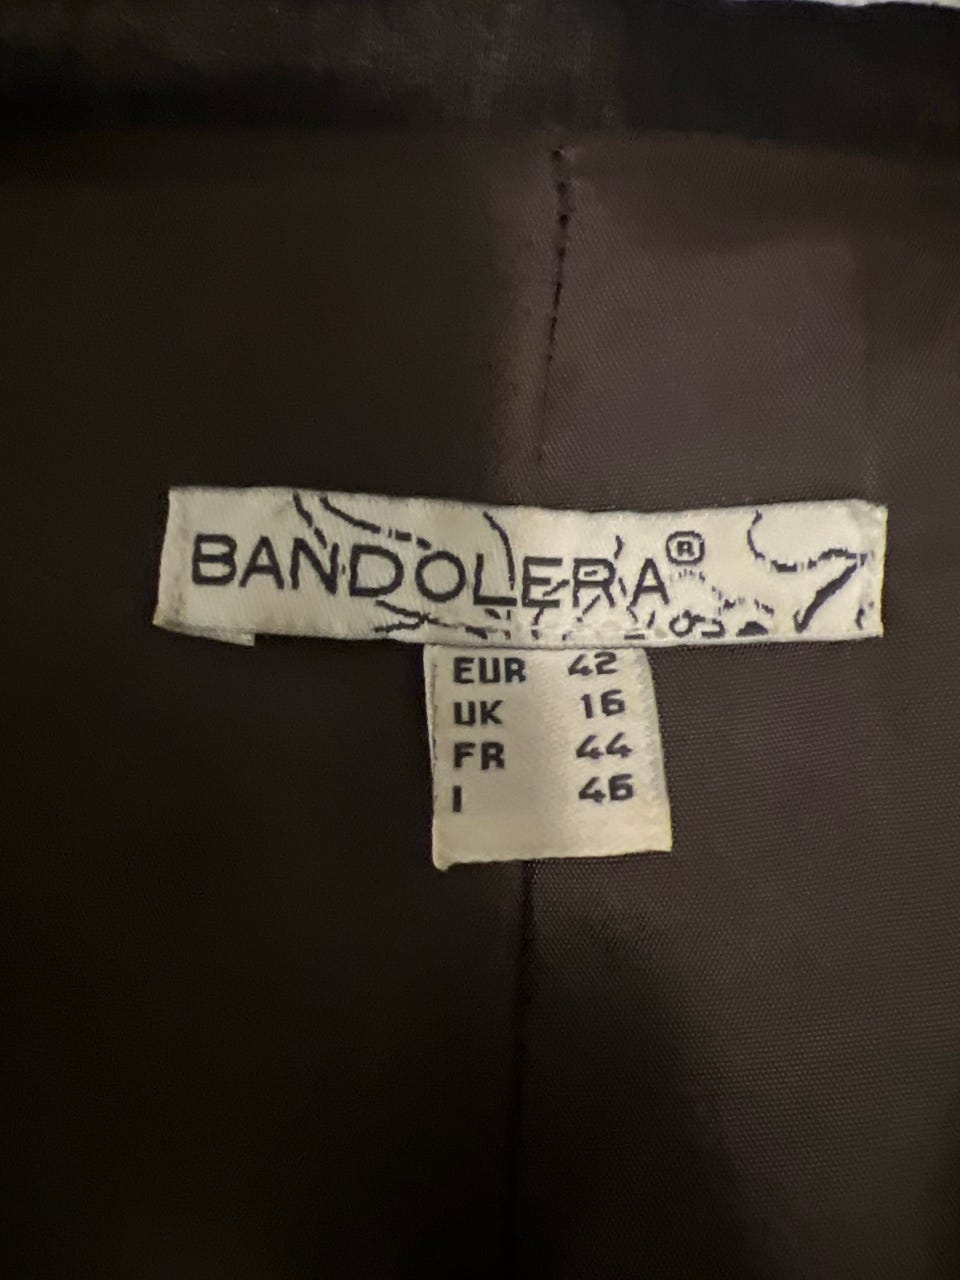 BANDOLERA®
EUR 42
UK 16
FR 44
I 46